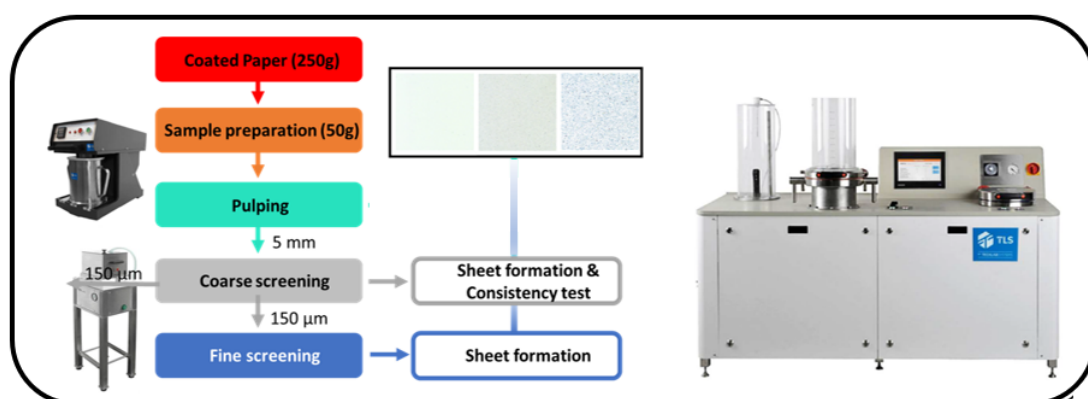 Coated Paper (250g)
Sample preparation (50g)
Pulping
5 mm
150 μm
Coarse screening
Sheet formation &
Consistency test
150 μm
Fine screening
Sheet formation
TLS